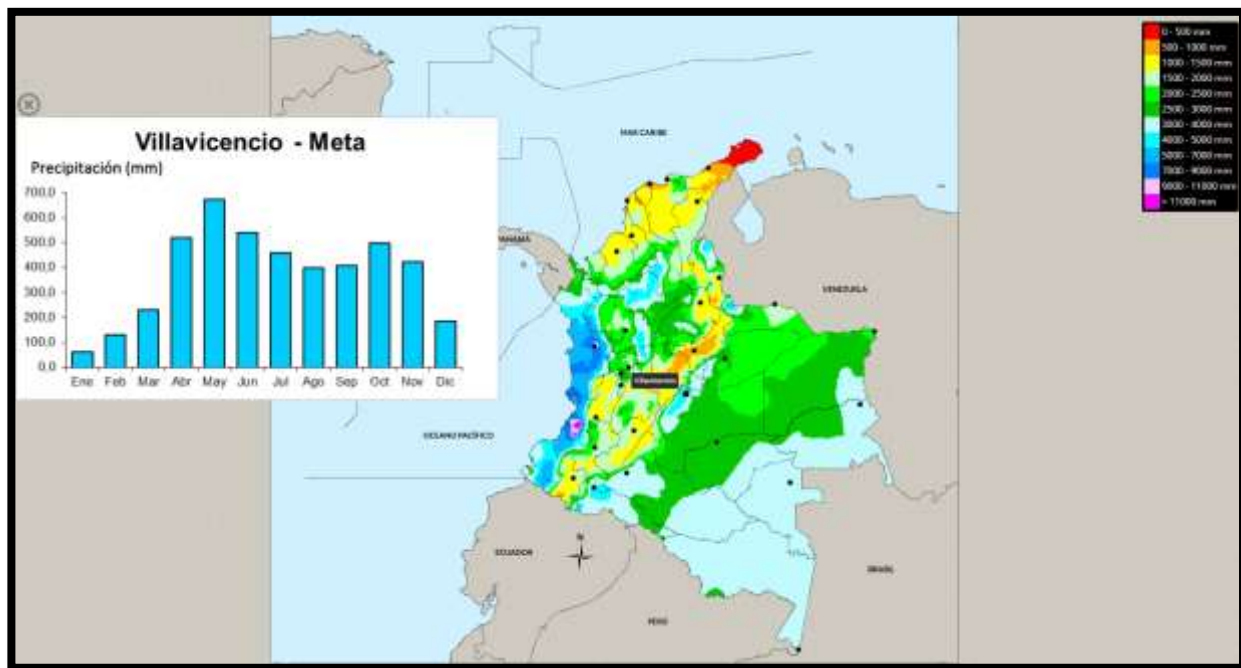 Villavicencio - Meta
Precipitación (mm)
700,0
600,0
500,0
400,0
300,0
200,0
100,0
0,0
Ene Feb Mar Abr May Jun Jul Ago Sep Oct Nov Dic
MAR CARIBE
PANAMÁ
VENEZUELA
Villavicencio
OCÉANO PACÍFICO
N
ECUADOR
BRASIL
PERÚ
0 - 500 mm
500 - 1000 mm
1000 - 1500 mm
1500 - 2000 mm
2000 - 2500 mm
2500 - 3000 mm
3000 - 4000 mm
4000 - 5000 mm
5000 - 7000 mm
7000 - 9000 mm
9000 - 11000 mm
> 11000 mm